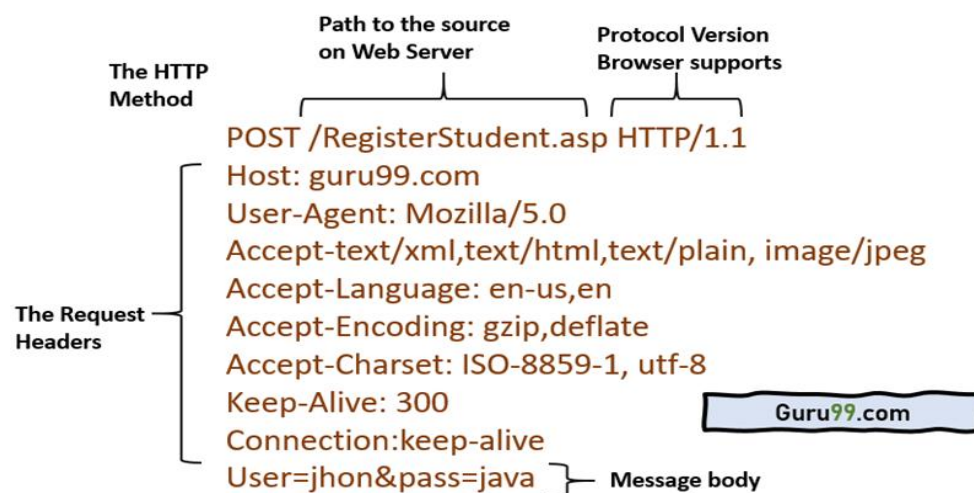 Path to the source
on Web Server
Protocol Version
Browser supports
The HTTP
Method
POST /RegisterStudent.asp HTTP/1.1
Host: guru99.com
User-Agent: Mozilla/5.0
Accept-text/xml,text/html,text/plain, image/jpeg
Accept-Language: en-us,en
Accept-Encoding: gzip,deflate
Accept-Charset: ISO-8859-1, utf-8
Keep-Alive: 300
Connection:keep-alive
The Request
Headers
User=jhon&pass=java
Message body
Guru99.com